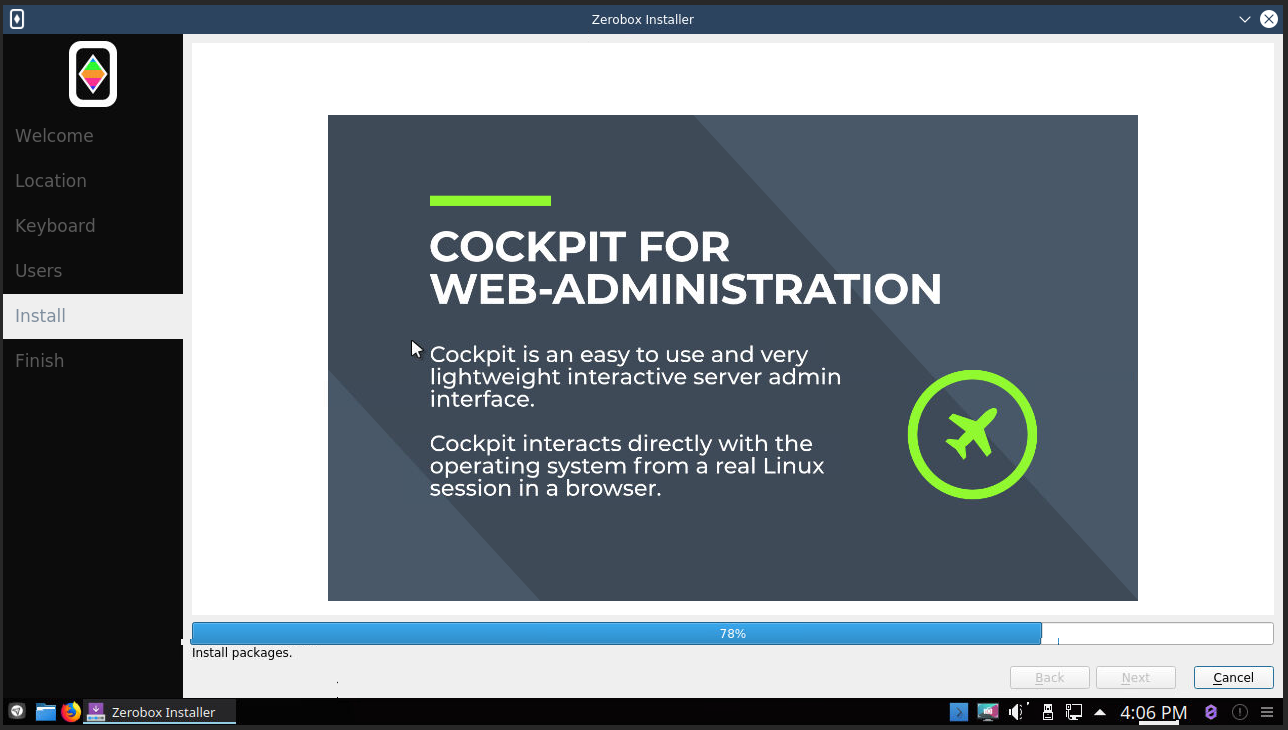 Zerobox Installer
Welcome
Location
Keyboard
Users
Install
Finish
COCKPIT FOR
WEB-ADMINISTRATION
Cockpit is an easy to use and very
lightweight interactive server admin
interface.
Cockpit interacts directly with the
operating system from a real Linux
session in a browser.
78%
Install packages.
Back
Next
Cancel
Zerobox Installer
4:06 PM